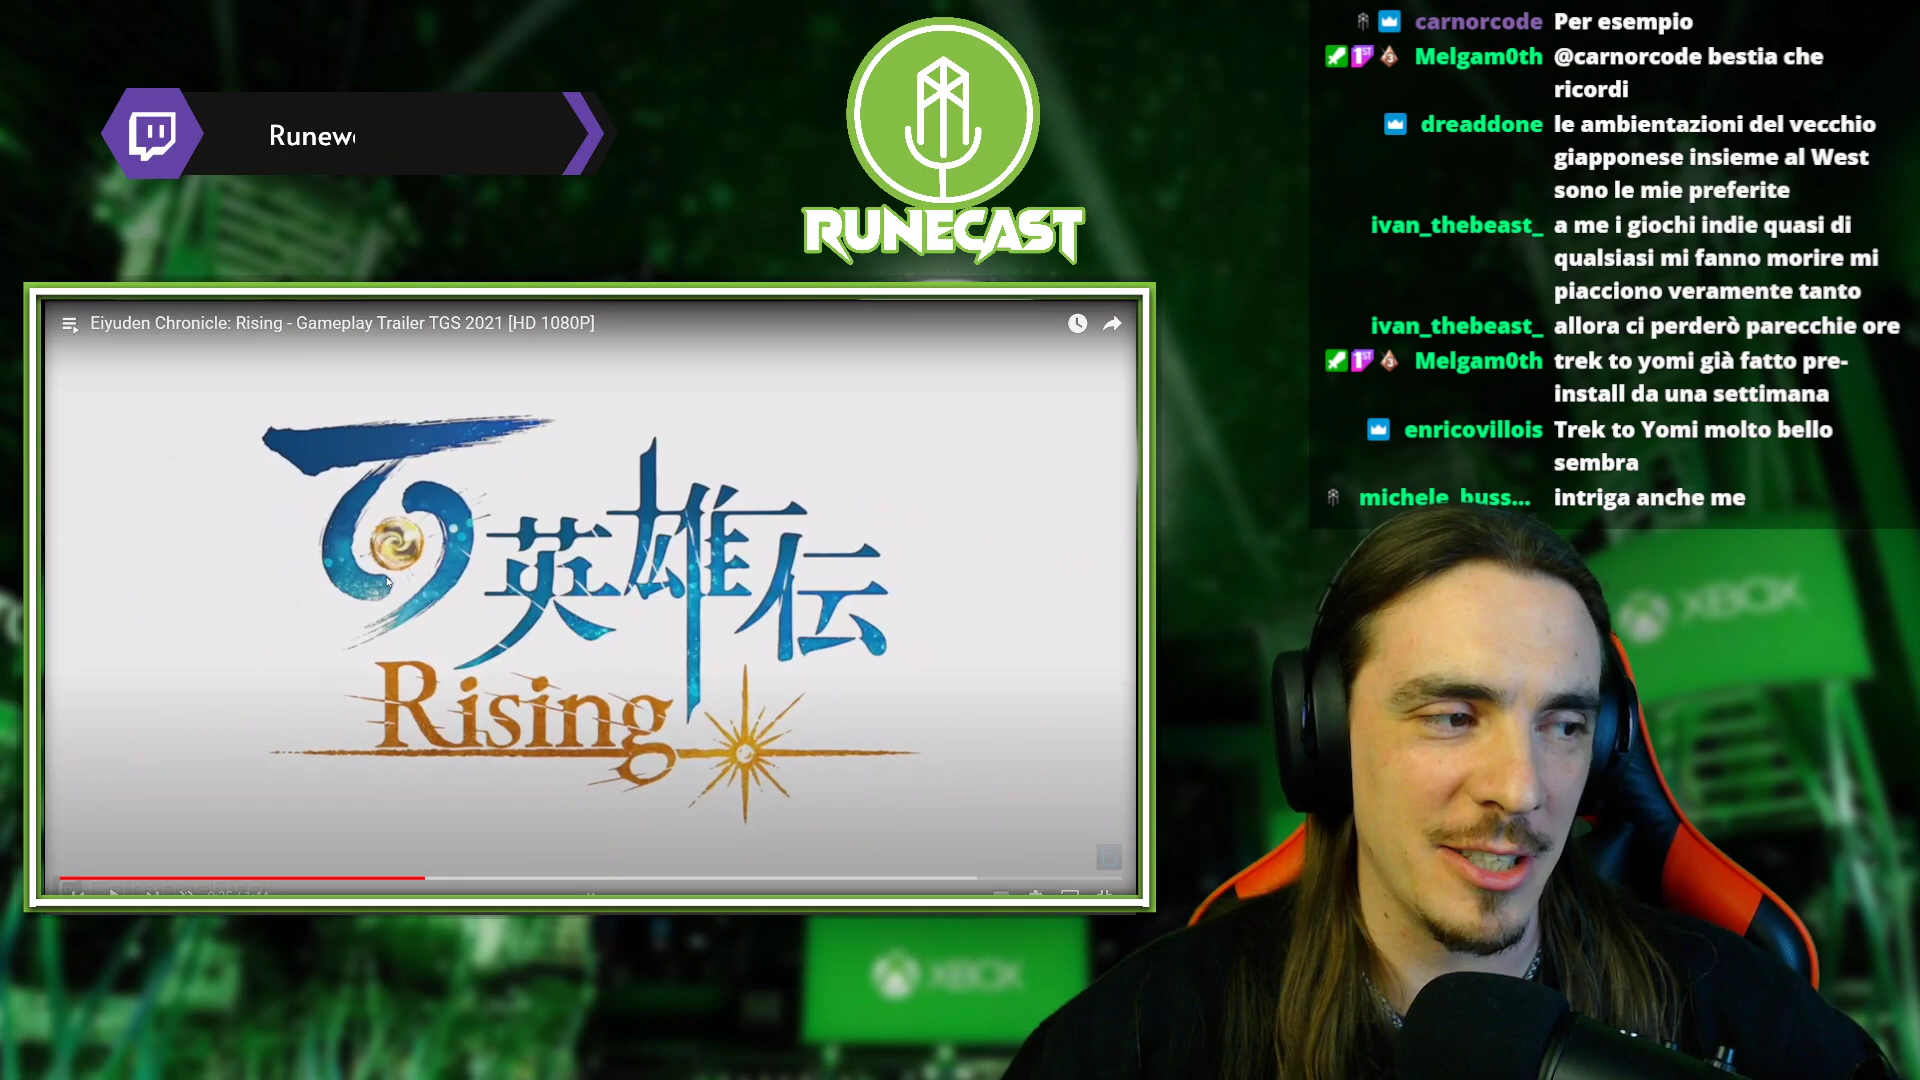 Runew
RUNECAST
Eiyuden Chronicle: Rising - Gameplay Trailer TGS 2021 [HD 1080P]
百英雄伝
Rising
carnorcode Per esempio
Melgam0th @carnorcode bestia che
ricordi
dreaddone le ambientazioni del vecchio
giapponese insieme al West
sono le mie preferite
ivan_thebeast_ a me i giochi indie quasi di
qualsiasi mi fanno morire mi
piacciono veramente tanto
ivan_thebeast_ allora ci perderò parecchie ore
Melgam0th trek to yomi già fatto pre-
install da una settimana
enricovillois Trek to Yomi molto bello
sembra
michele_buss... intriga anche me
XBOX
XBOX